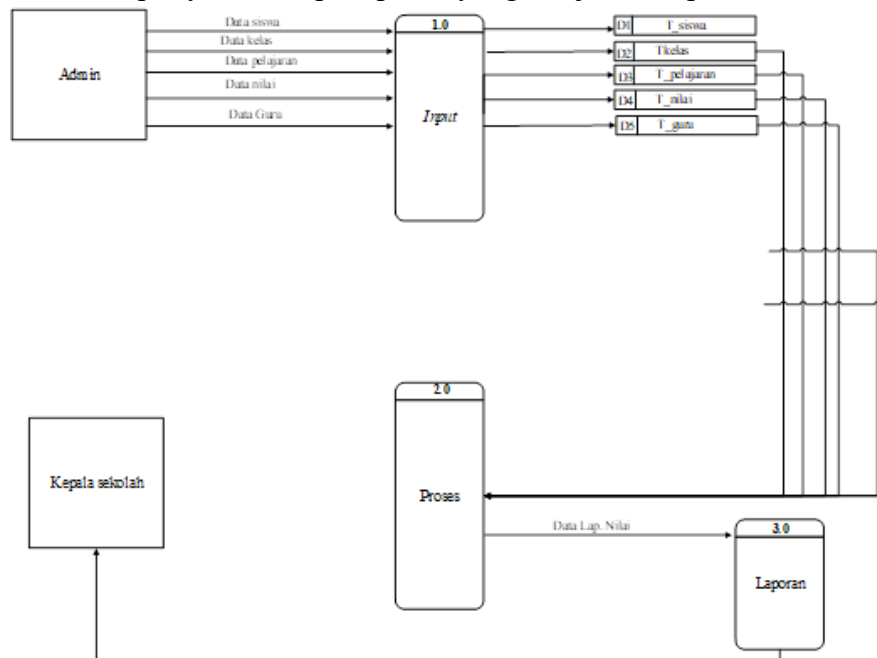 Data siswa
Data kelas
Data pelajaran
Data nilai
Data Guru
Admin
1.0
Input
D1 T_siswa
D2 Tkelas
D3 T_pelajaran
D4 T_nilai
D5 T_guru
2.0
Proses
Kepala sekolah
Data Lap. Nilai
3.0
Laporan